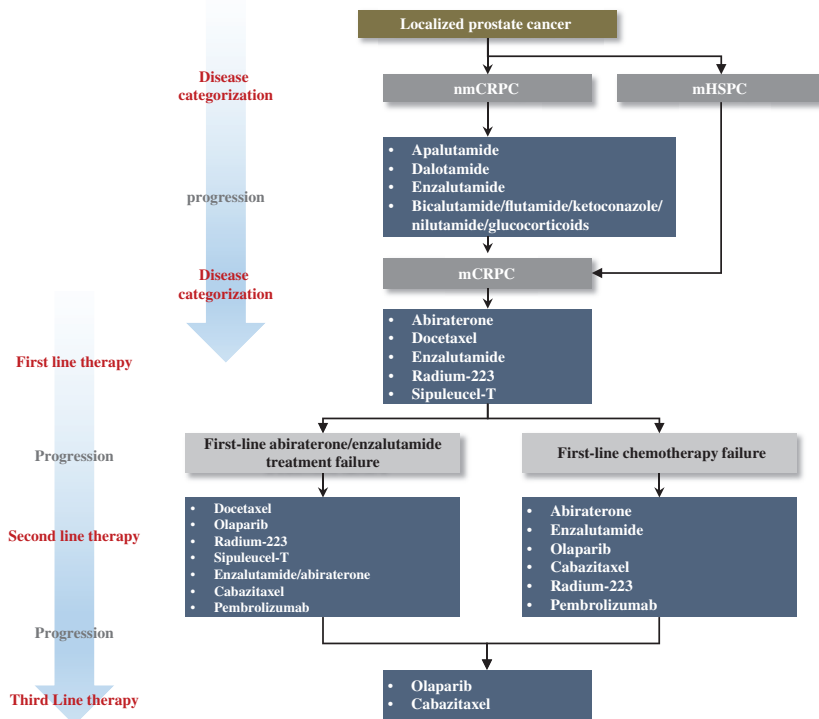 Localized prostate cancer
Disease
categorization
nmCRPC
mHSPC
progression
• Apalutamide
• Dalotamide
• Enzalutamide
• Bicalutamide/flutamide/ketoconazole/
nilutamide/glucocorticoids
Disease
categorization
mCRPC
First line therapy
• Abiraterone
• Docetaxel
• Enzalutamide
• Radium-223
• Sipuleucel-T
Progression
First-line abiraterone/enzalutamide
treatment failure
First-line chemotherapy failure
Second line therapy
• Docetaxel
• Olaparib
• Radium-223
• Sipuleucel-T
• Enzalutamide/abiraterone
• Cabazitaxel
• Pembrolizumab
• Abiraterone
• Enzalutamide
• Olaparib
• Cabazitaxel
• Radium-223
• Pembrolizumab
Progression
Third Line therapy
• Olaparib
• Cabazitaxel